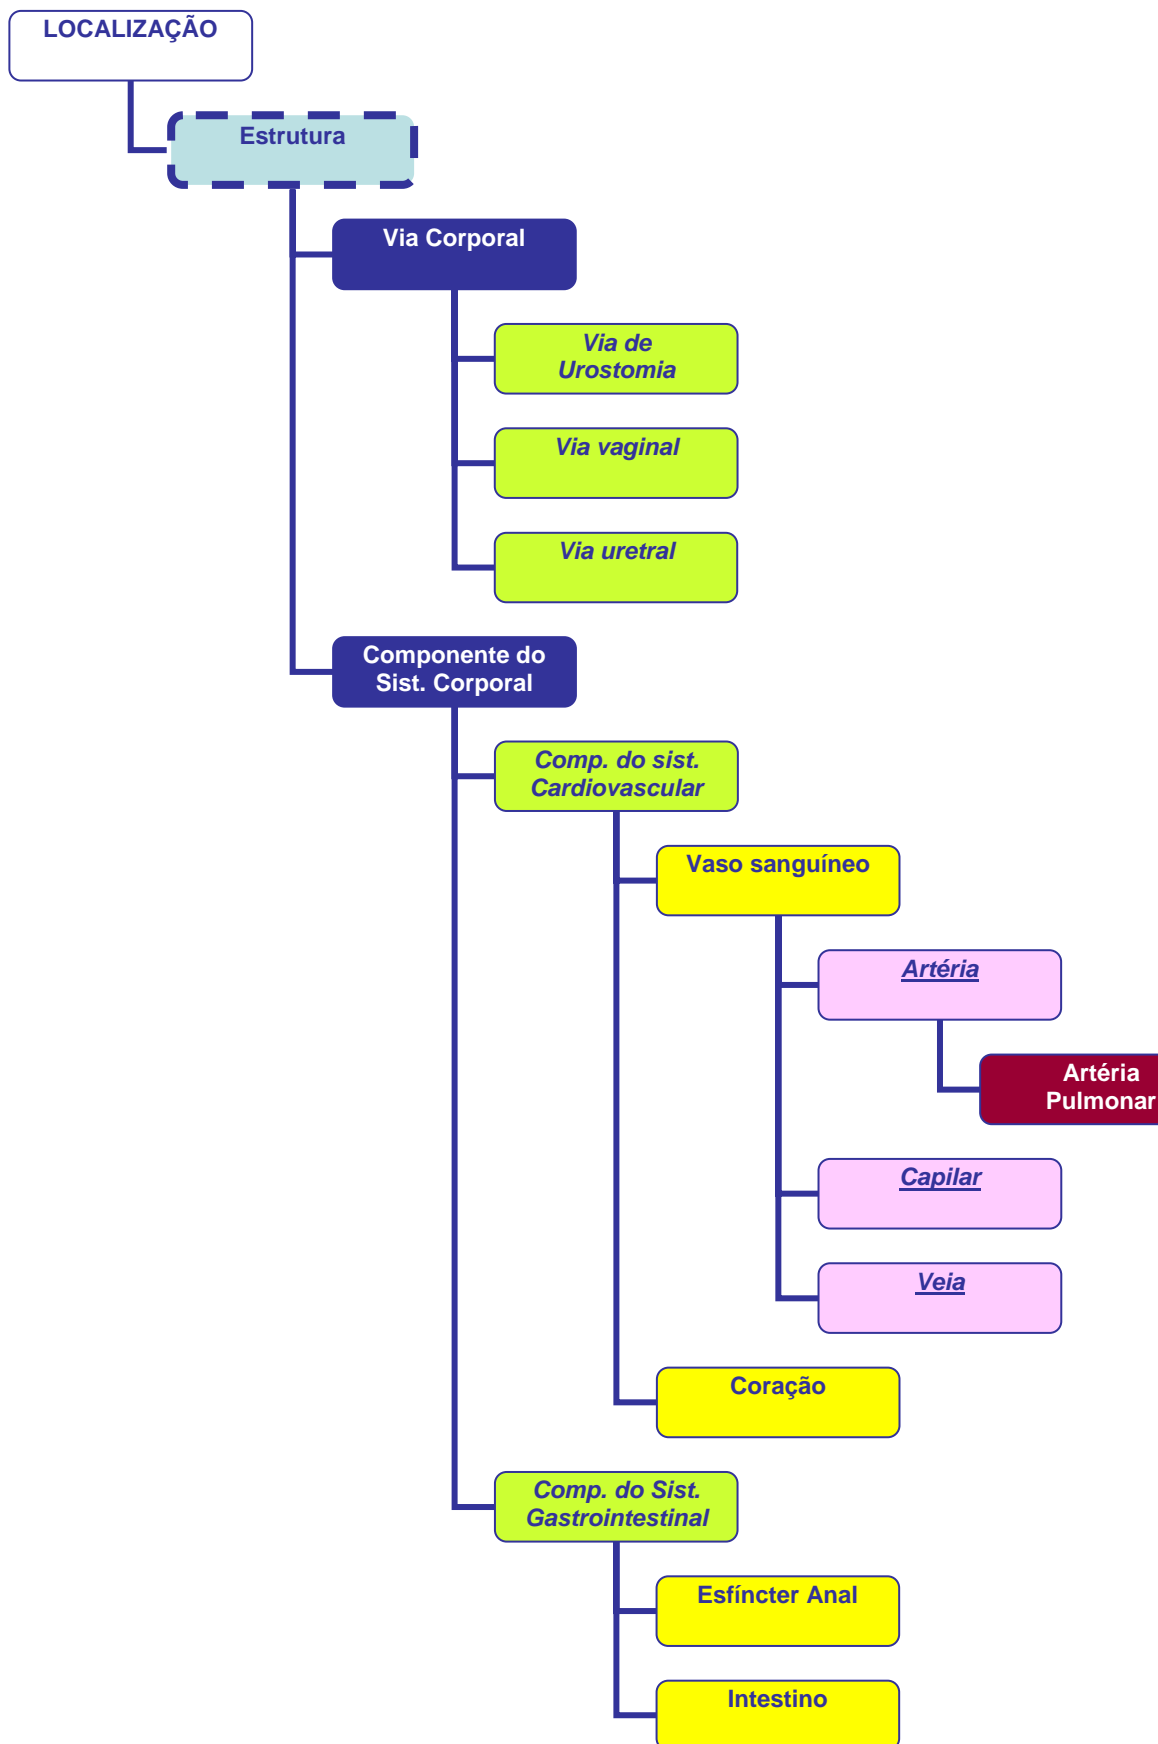 LOCALIZAÇÃO
Estrutura
Via Corporal
Via de
Urostomia
Via vaginal
Via uretral
Componente do
Sist. Corporal
Comp. do sist.
Cardiovascular
Vaso sanguíneo
Artéria
Artéria
Pulmonar
Capilar
Veia
Coração
Comp. do Sist.
Gastrointestinal
Esfíncter Anal
Intestino